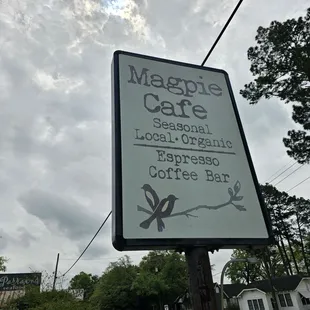 Magpie
Cafe
Seasonal
Local • Organic
Espresso
Coffee Bar